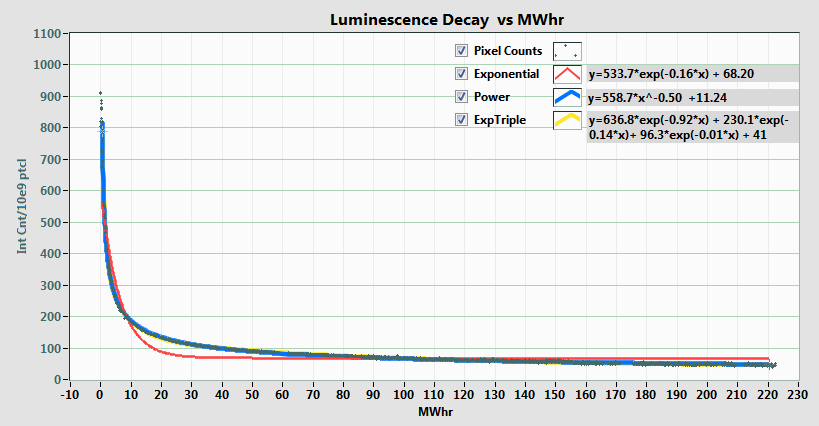 Luminescence Decay  vs MWhr
Pixel Counts
Exponential
y=533.7*exp(-0.16*x) + 68.20
Power
y=558.7*x^-0.50  +11.24
ExpTriple
y=636.8*exp(-0.92*x) + 230.1*exp(-
0.14*x)+ 96.3*exp(-0.01*x) + 41
Int Cnt/10e9 ptcl
1100
1000
900
800
700
600
500
400
300
200
100
0
-10 0 10 20 30 40 50 60 70 80 90 100 110 120 130 140 150 160 170 180 190 200 210 220 230
MWhr